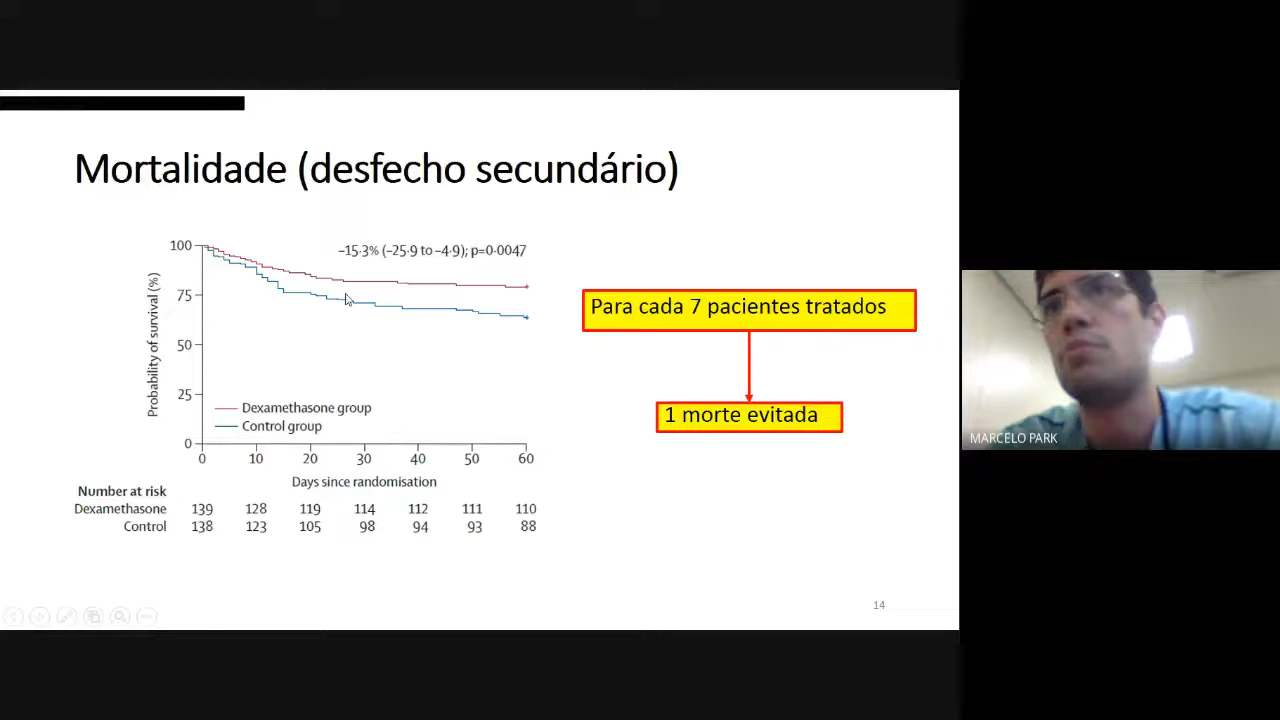 Mortalidade (desfecho secundário)
100
75
50
25
0
Probability of survival (%)
−15·3% (−25·9 to −4·9); p=0·0047
Dexamethasone group
Control group
0 10 20 30 40 50 60
Days since randomisation
Number at risk
Dexamethasone 139 128 119 114 112 111 110
Control 138 123 105 98 94 93 88
Para cada 7 pacientes tratados
1 morte evitada
14
MARCELO PARK